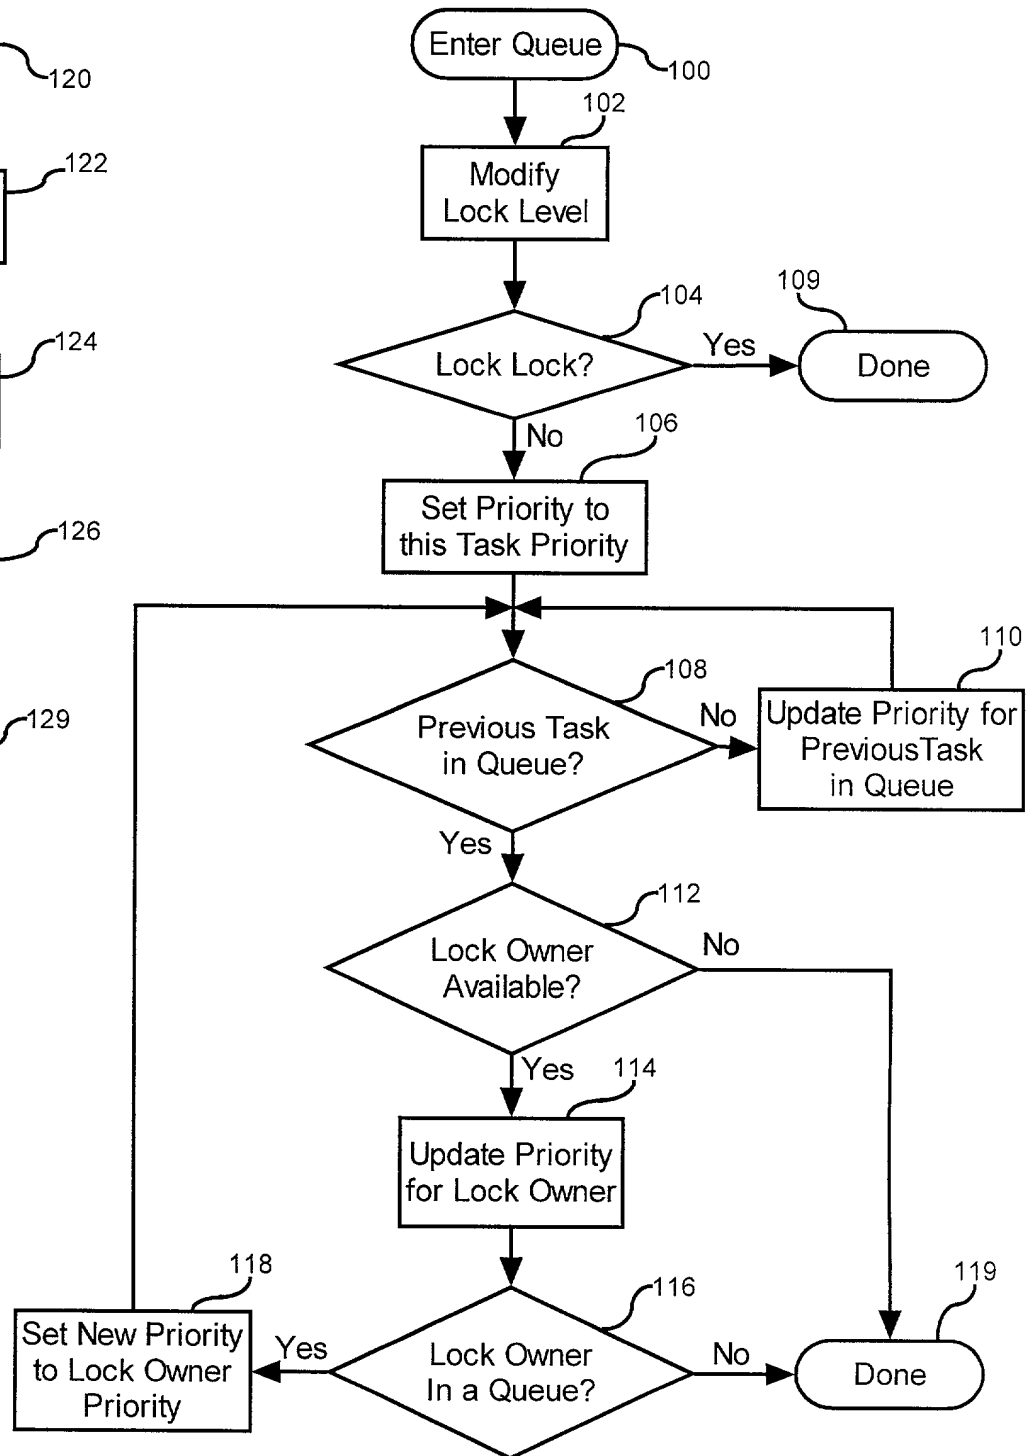 Enter Queue
100
120
102
122
Modify
Lock Level
104
109
124
Lock Lock?
Yes
Done
No
106
Set Priority to
this Task Priority
126
108
110
129
Previous Task
in Queue?
No
Update Priority for
PreviousTask
in Queue
Yes
112
Lock Owner
Available?
No
Yes
114
Update Priority
for Lock Owner
118
116
119
Set New Priority
to Lock Owner
Priority
Yes
Lock Owner
In a Queue?
No
Done